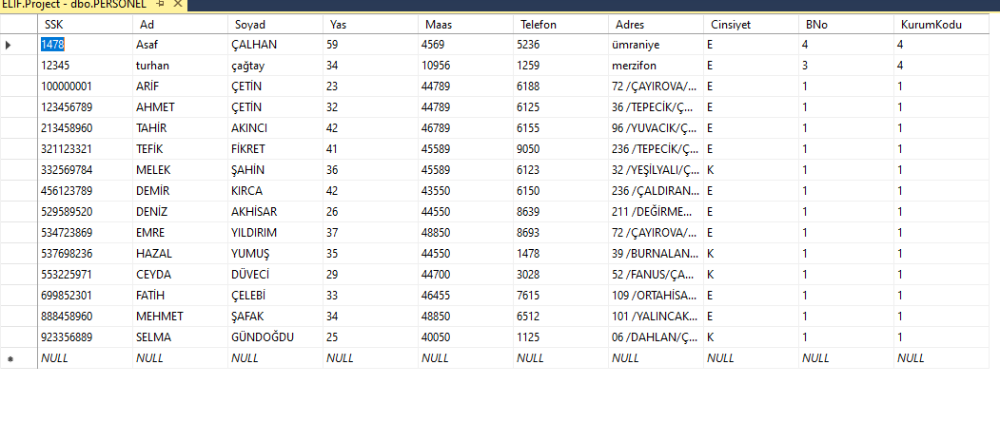 ELIF.Project - dbo.PERSONEL
SSK Ad Soyad Yas Maas Telefon Adres Cinsiyet BNo KurumKodu
1478 Asaf ÇALHAN 59 4569 5236 ümraniye E 4 4
12345 turhan çağtay 34 10956 1259 merzifon E 3 4
100000001 ARİF ÇETİN 23 44789 6188 72 /ÇAYIROVA/... E 1 1
123456789 AHMET ÇETİN 32 44789 6125 36 /TEPECİK/Ç... E 1 1
213458960 TAHİR AKINCI 42 46789 6155 96 /YUVACIK/Ç... E 1 1
321123321 TEFİK FİKRET 41 45589 9050 236 /TEPECİK/Ç... E 1 1
332569784 MELEK ŞAHİN 36 45589 6123 32 /YEŞİLYALI/Ç... K 1 1
456123789 DEMİR KIRCA 42 43550 6150 236 /ÇALDIRAN... E 1 1
529589520 DENİZ AKHİSAR 26 44550 8639 211 /DEĞİRME... E 1 1
534723869 EMRE YILDIRIM 37 48850 8693 72 /ÇAYIROVA/... E 1 1
537698236 HAZAL YUMUŞ 35 44550 1478 39 /BURNALAN... K 1 1
553225971 CEYDA DÜVECİ 29 44700 3028 52 /FANUS/ÇA... K 1 1
699852301 FATİH ÇELEBİ 33 46455 7615 109 /ORTAHİSA... E 1 1
888458960 MEHMET ŞAFAK 34 48850 6512 101 /YALINCAK... E 1 1
923356889 SELMA GÜNDOĞDU 25 40050 1125 06 /DAHLAN/Ç... K 1 1
NULL NULL NULL NULL NULL NULL NULL NULL NULL NULL